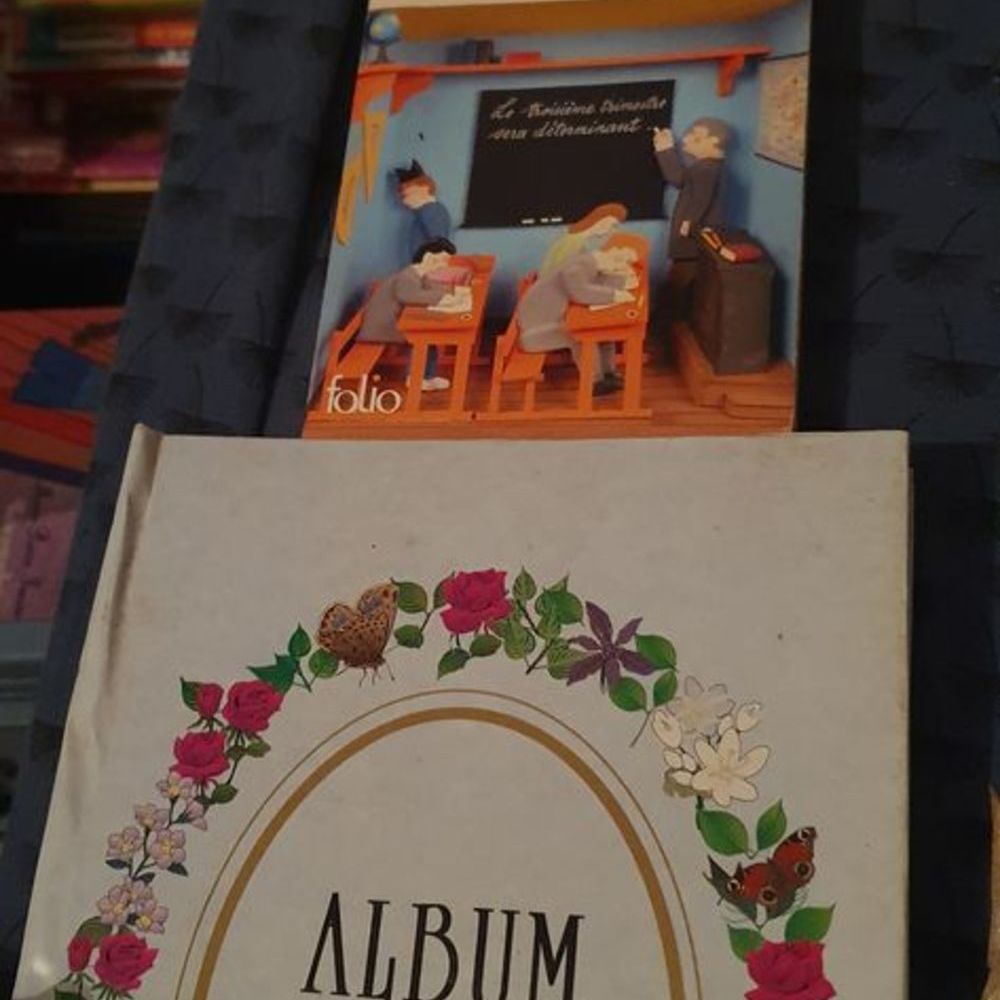 Le troisième trimestre
sera déterminant
folio
ALBUM